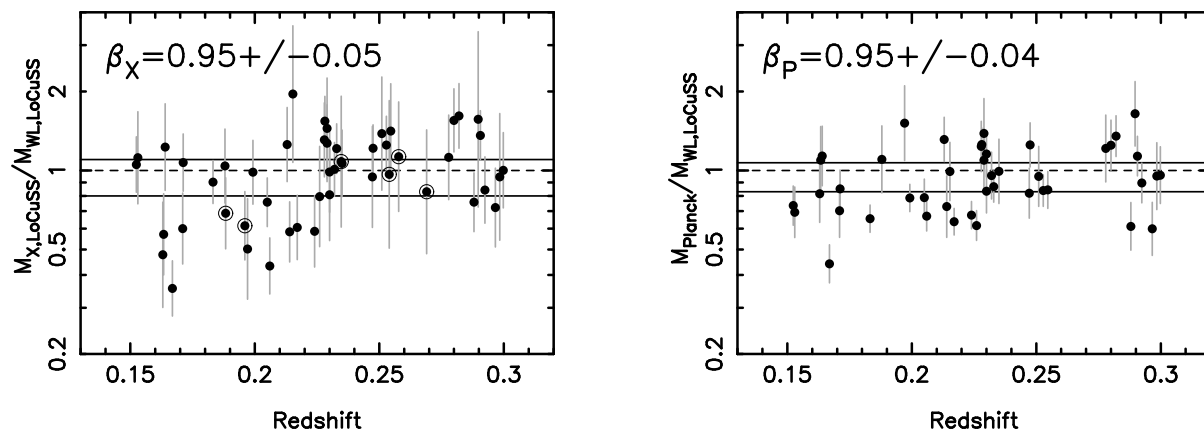 β_X=0.95+/-0.05
M_X,LoCuSS/M_WL,LoCuSS
2
1
0.5
0.2
0.15
0.2
0.25
0.3
Redshift
β_P=0.95+/-0.04
M_Planck/M_WL,LoCuSS
2
1
0.5
0.2
0.15
0.2
0.25
0.3
Redshift